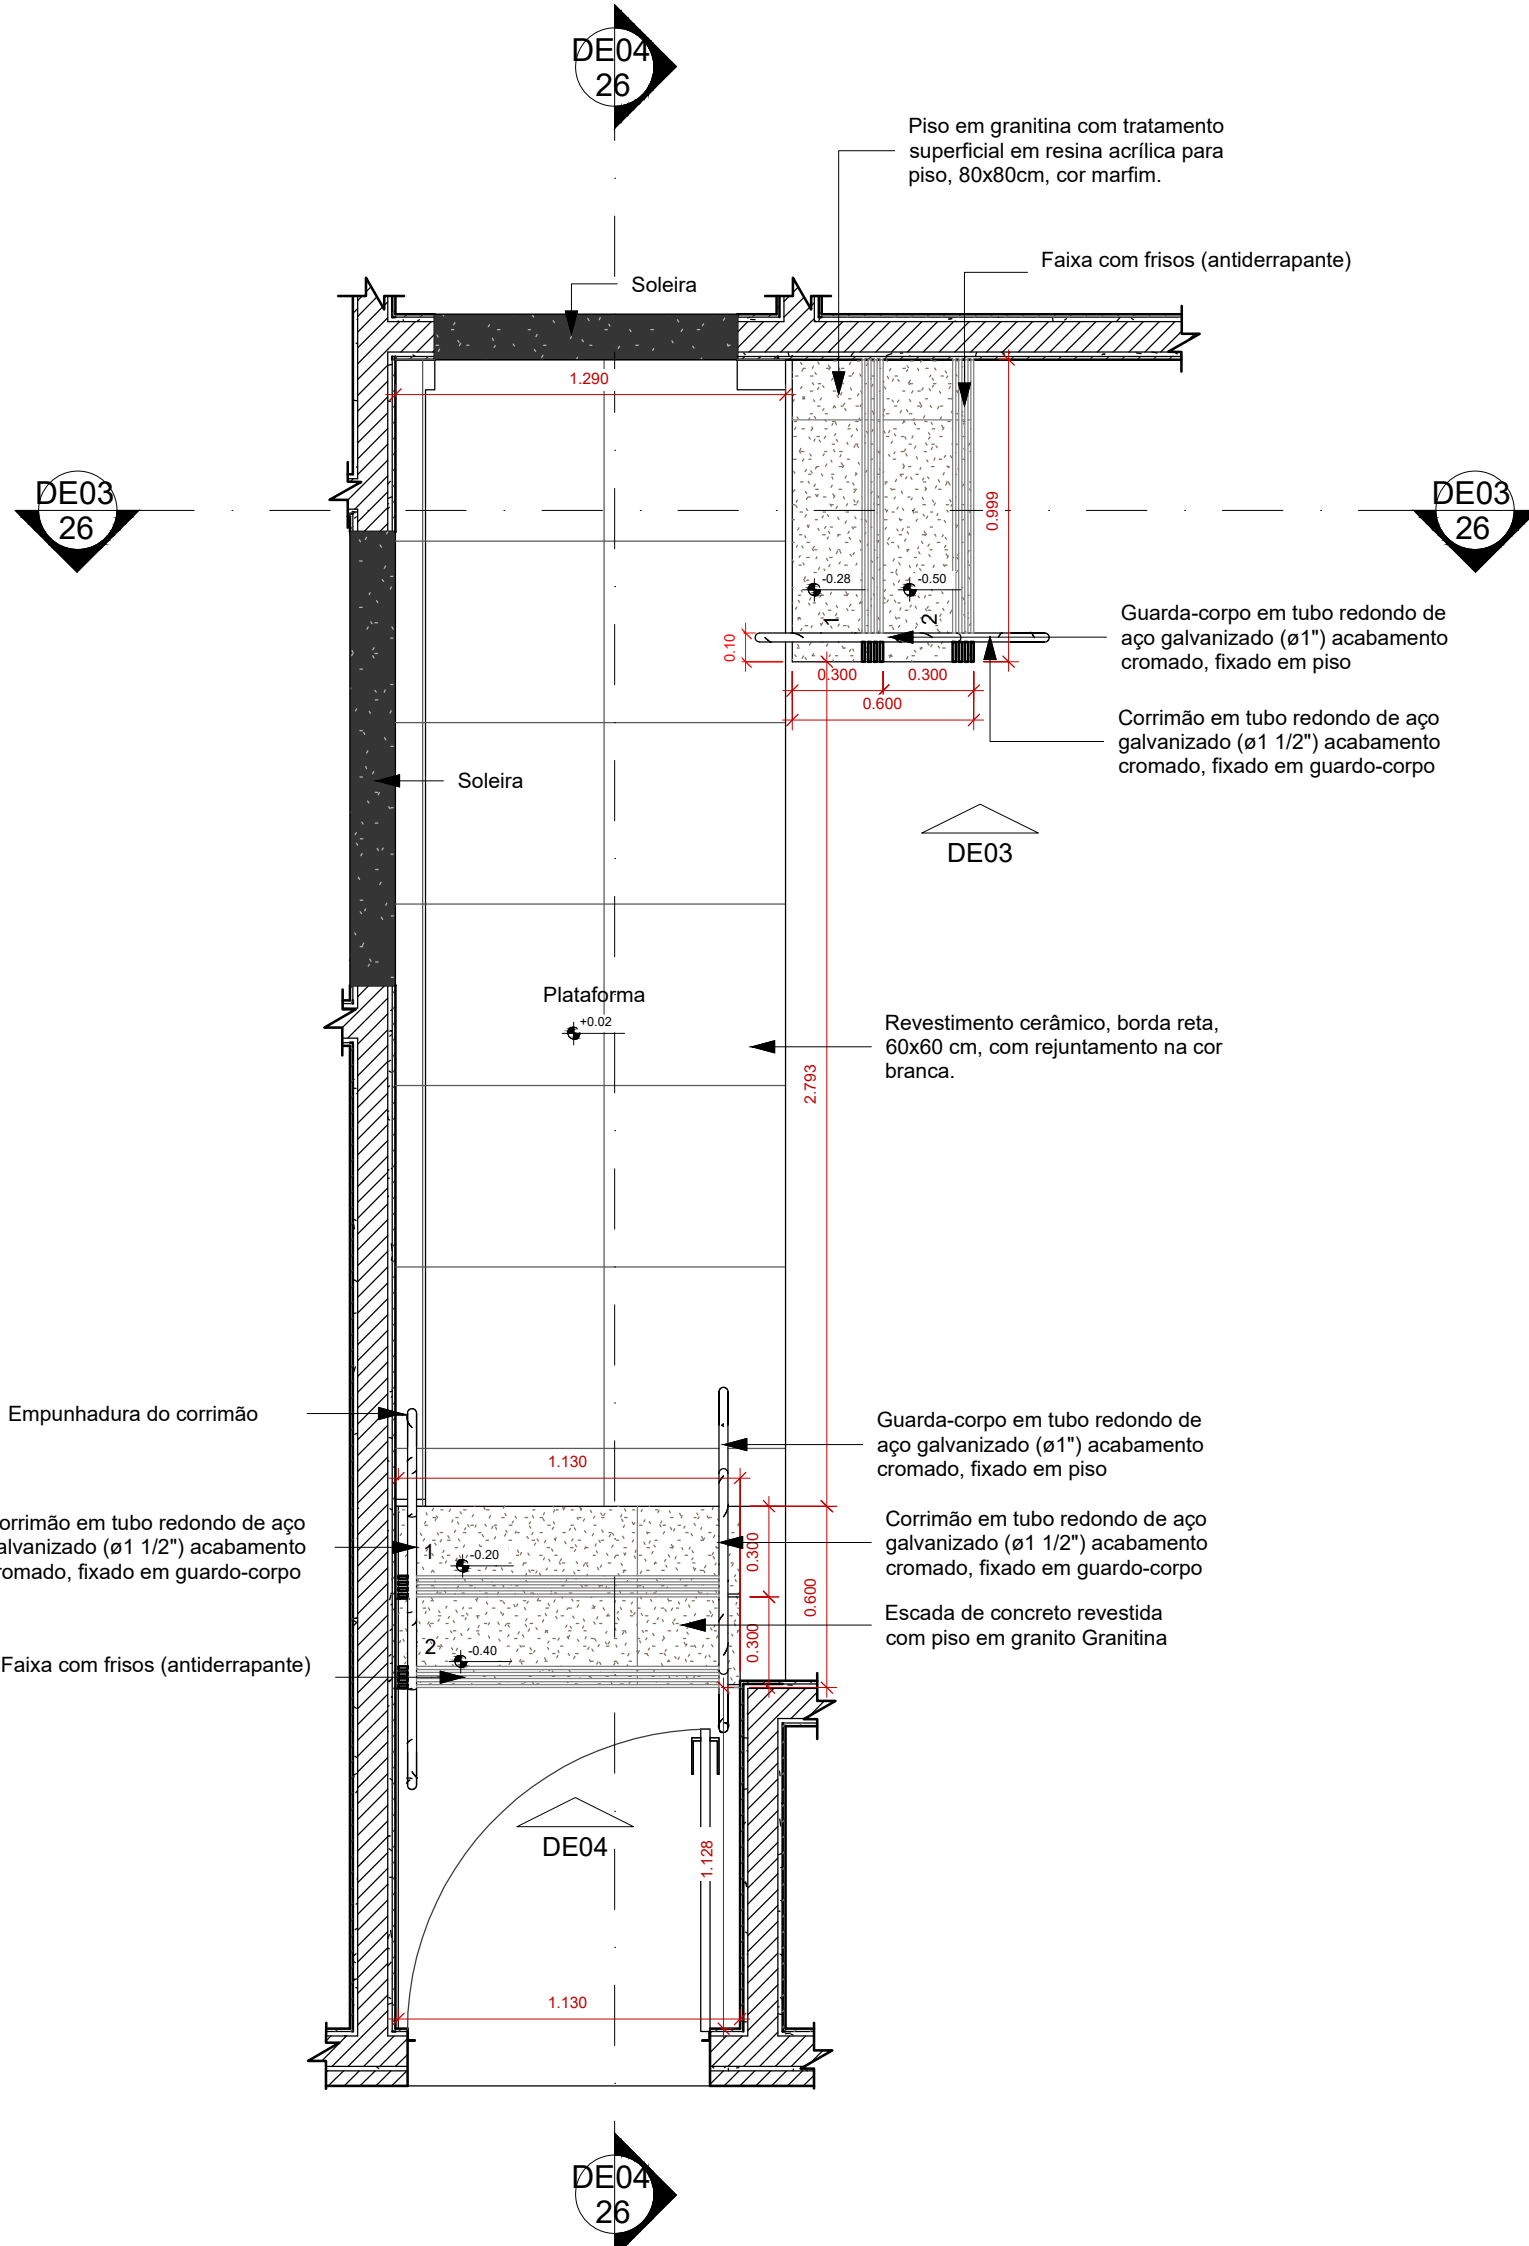 DE04
26
Piso em granitina com tratamento
superficial em resina acrílica para
piso, 80x80cm, cor marfim.
Faixa com frisos (antiderrapante)
Soleira
1.290
DE03
26
0.999
DE03
26
-0.28
-0.50
1
2
0.10
0.300
0.300
0.600
Guarda-corpo em tubo redondo de
aço galvanizado (ø1") acabamento
cromado, fixado em piso
Corrimão em tubo redondo de aço
galvanizado (ø1 1/2") acabamento
cromado, fixado em guardo-corpo
Soleira
DE03
Plataforma
+0.02
Revestimento cerâmico, borda reta,
60x60 cm, com rejuntamento na cor
branca.
2.793
Empunhadura do corrimão
Guarda-corpo em tubo redondo de
aço galvanizado (ø1") acabamento
cromado, fixado em piso
1.130
orrimão em tubo redondo de aço
alvanizado (ø1 1/2") acabamento
romado, fixado em guardo-corpo
1
-0.20
0.300
Corrimão em tubo redondo de aço
galvanizado (ø1 1/2") acabamento
cromado, fixado em guardo-corpo
0.600
2
-0.40
0.300
Escada de concreto revestida
com piso em granito Granitina
Faixa com frisos (antiderrapante)
DE04
1.128
1.130
DE04
26